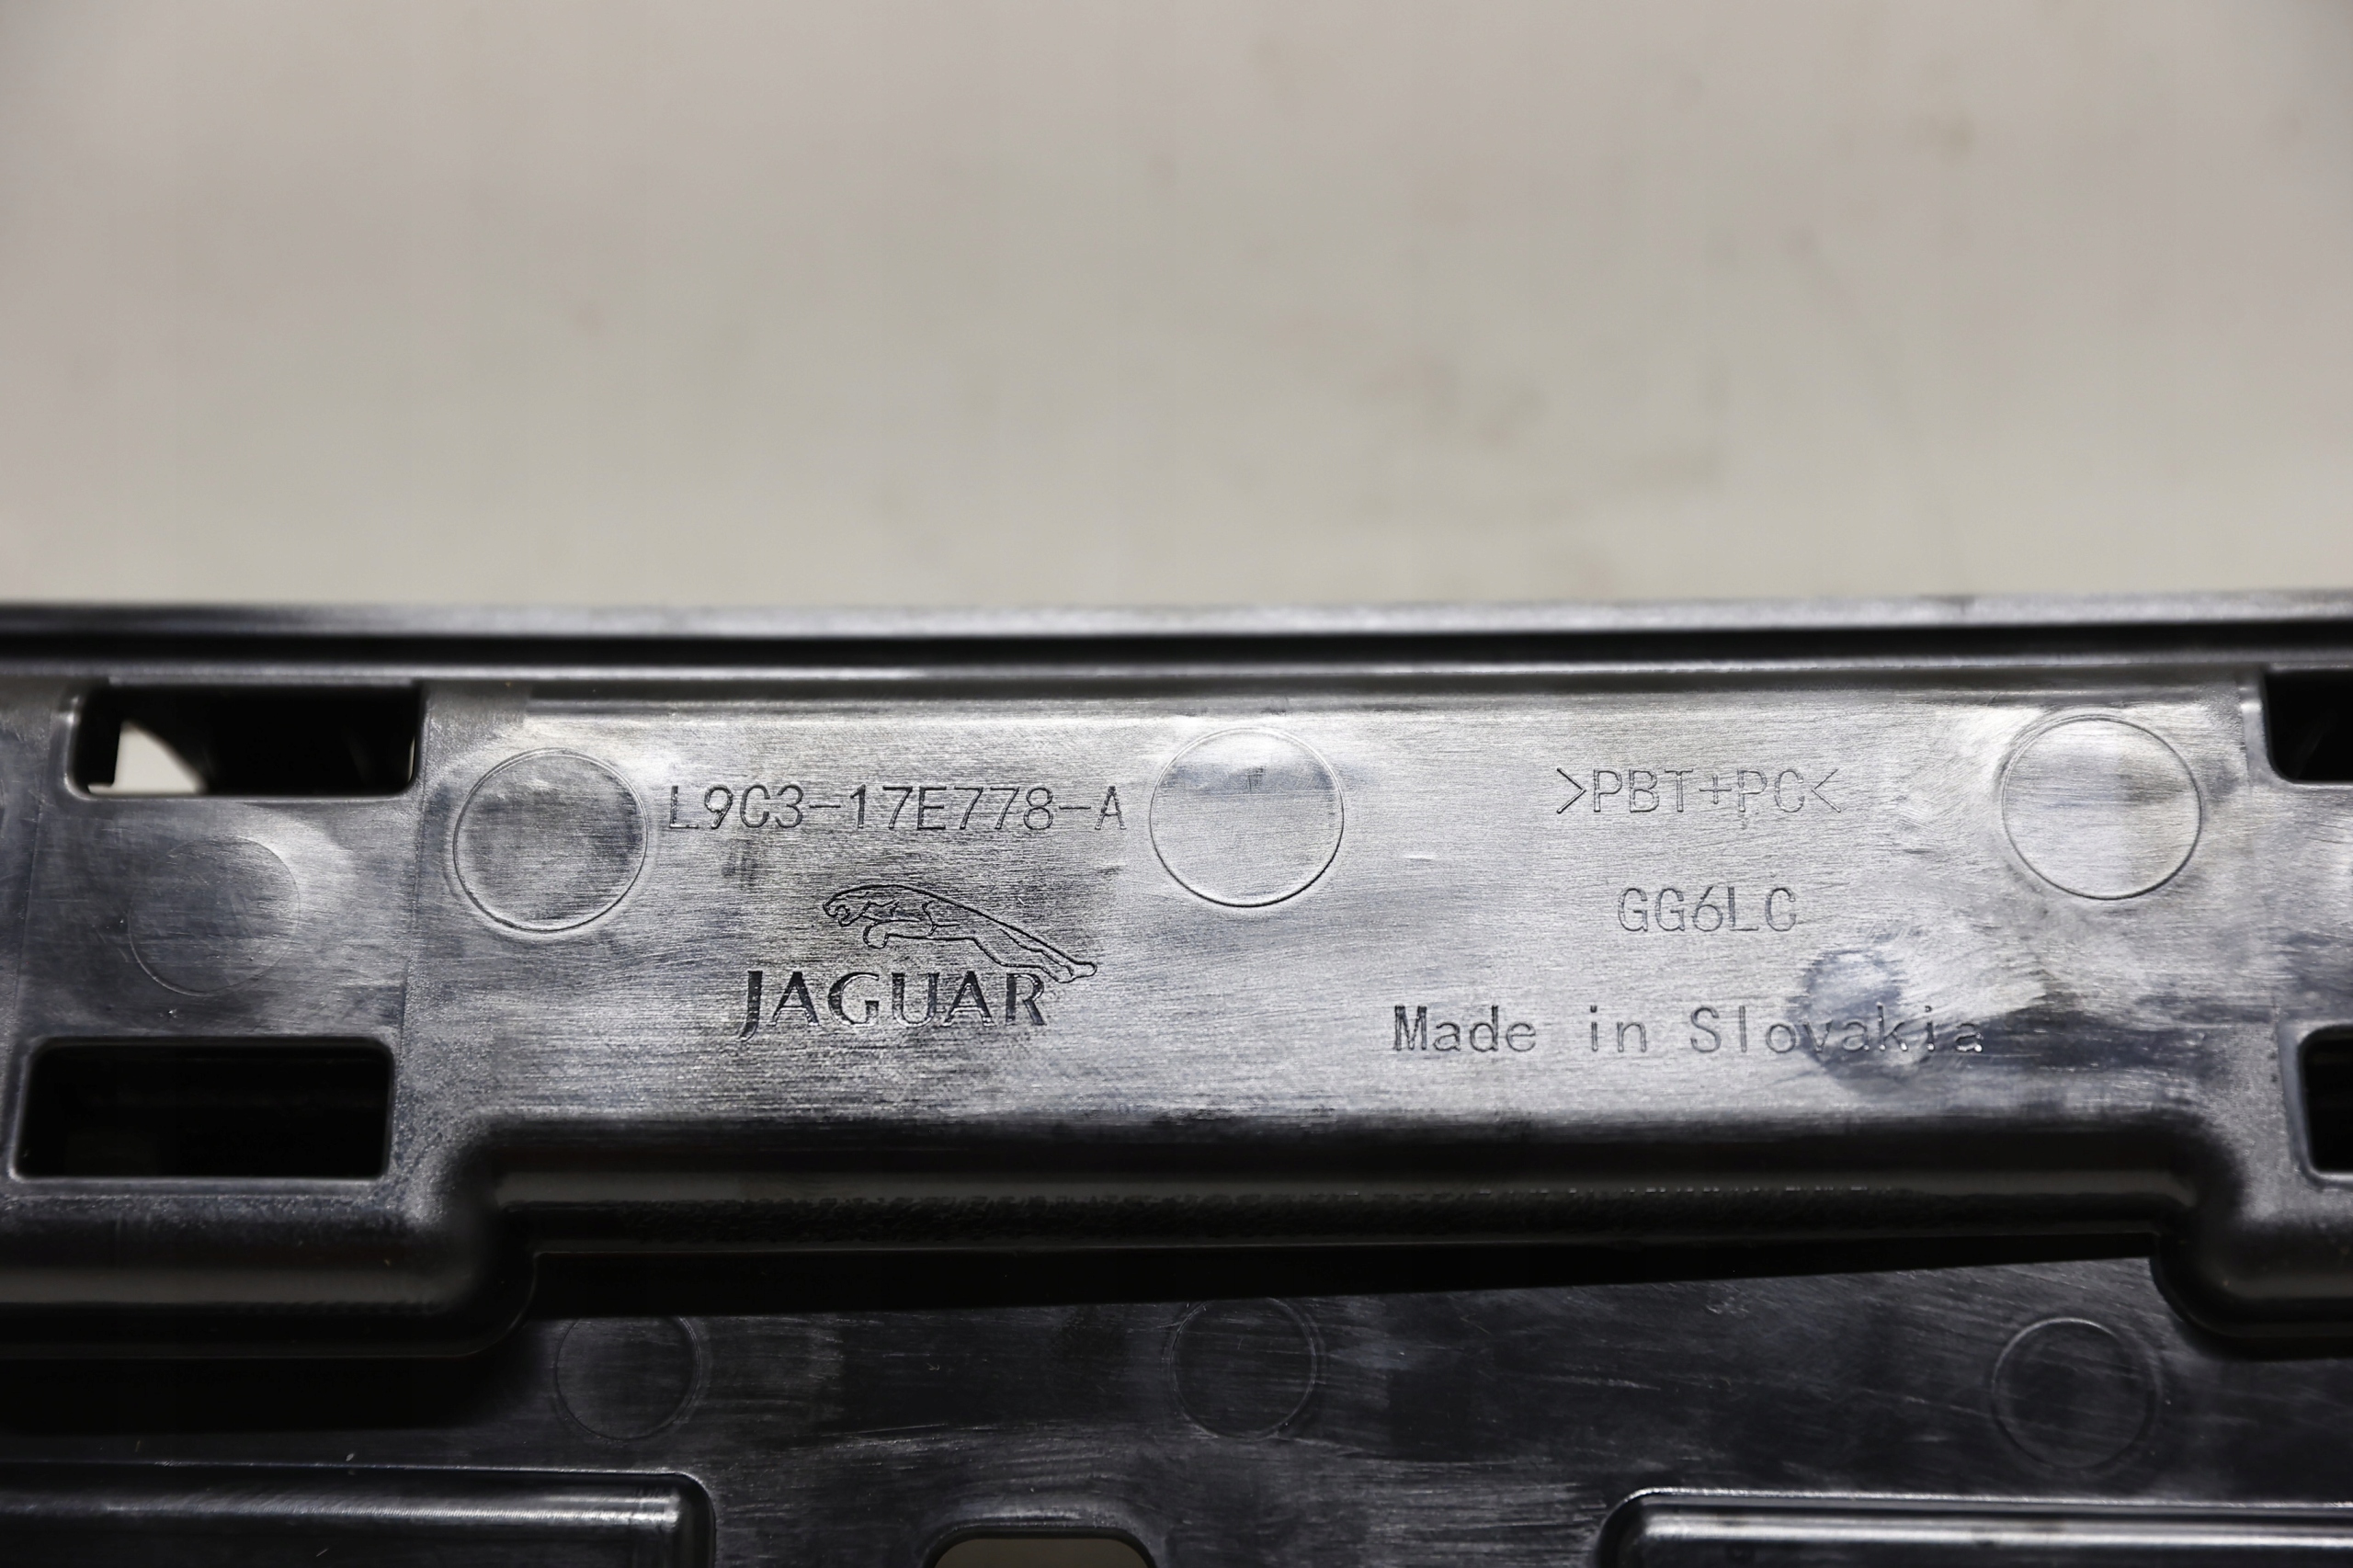 L9C3-17E778-A
JAGUAR
>PBT+PC<
GG6LC
Made in Slovakia